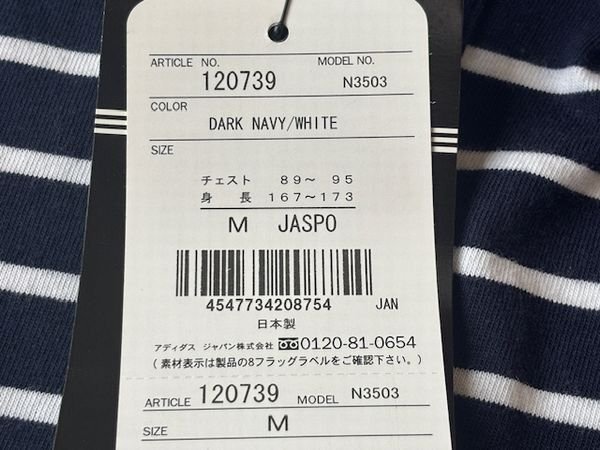 ARTICLE NO. MODEL NO.
120739 N3503
COLOR
DARK NAVY/WHITE
SIZE
チェスト 89～ 95
身 長 167～173
M JASPO
4547734208754 JAN
日本製
アディダス ジャパン株式会社 0120-81-0654
(素材表示は製品の8フラッグラベルをご確認下さい。)
ARTICLE 120739 MODEL N3503
SIZE M